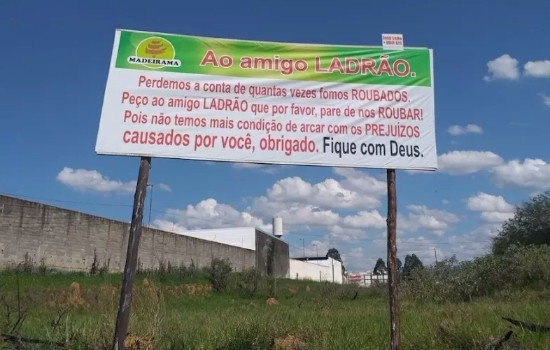 MADEIRAMA
Ao amigo LADRÃO.
Perdemos a conta de quantas vezes fomos ROUBADOS,
Peço ao amigo LADRÃO que por favor, pare de nos ROUBAR!
Pois não temos mais condição de arcar com os PREJUÍZOS
causados por você, obrigado. Fique com Deus.